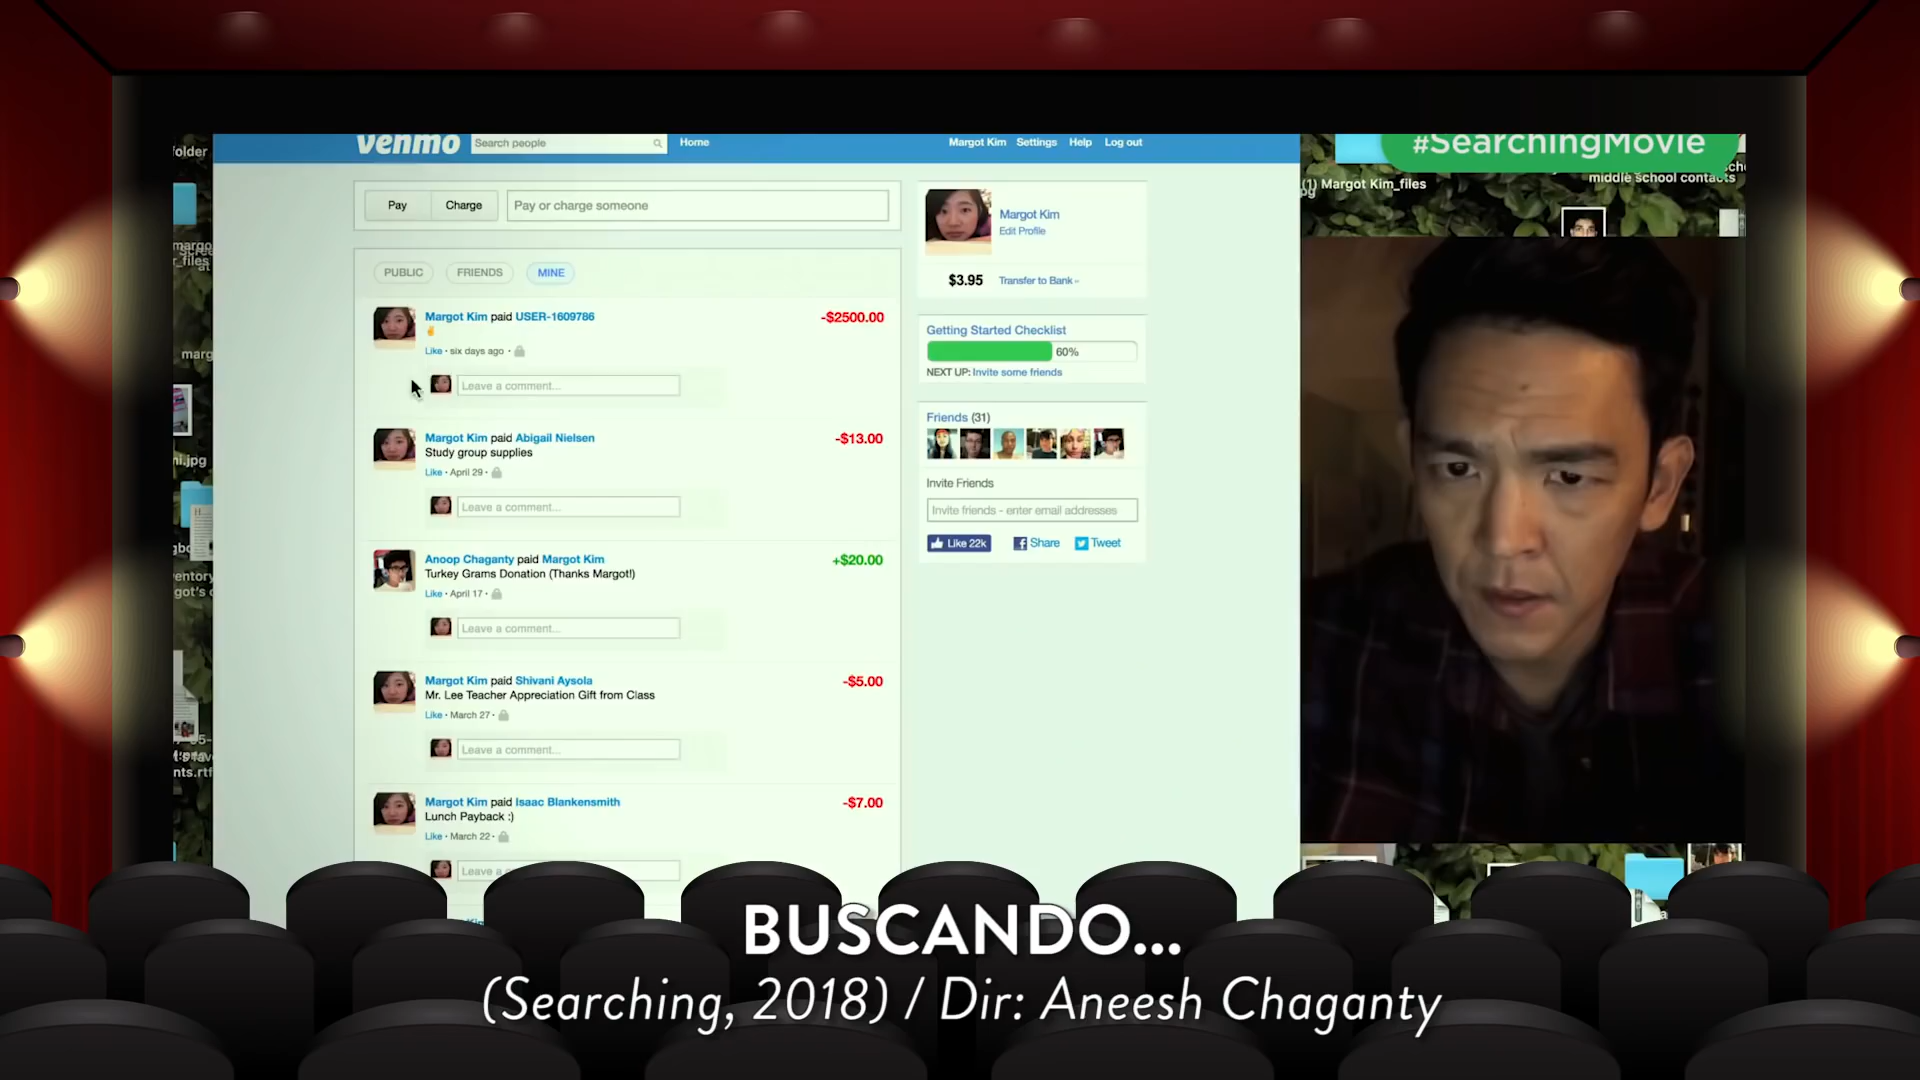 venmo Search people Home Margot Kim Settings Help Log out
#SearchingMovie
(1) Margot Kim_files
middle school contacts
Pay Charge Pay or charge someone
PUBLIC FRIENDS MINE
Margot Kim paid USER-1609786 -$2500.00
✌
Like · six days ago ·
Leave a comment...
Margot Kim paid Abigail Nielsen -$13.00
Study group supplies
Like · April 29 ·
Leave a comment...
Anoop Chaganty paid Margot Kim +$20.00
Turkey Grams Donation (Thanks Margot!)
Like · April 17 ·
Leave a comment...
Margot Kim paid Shivani Aysola -$5.00
Mr. Lee Teacher Appreciation Gift from Class
Like · March 27 ·
Leave a comment...
Margot Kim paid Isaac Blankensmith -$7.00
Lunch Payback :)
Like · March 22 ·
Margot Kim
Edit Profile
$3.95 Transfer to Bank
Getting Started Checklist
60%
NEXT UP: Invite some friends
Friends (31)
Invite Friends
Invite friends - enter email addresses
Like 22k Share Tweet
BUSCANDO...
(Searching, 2018) / Dir: Aneesh Chaganty